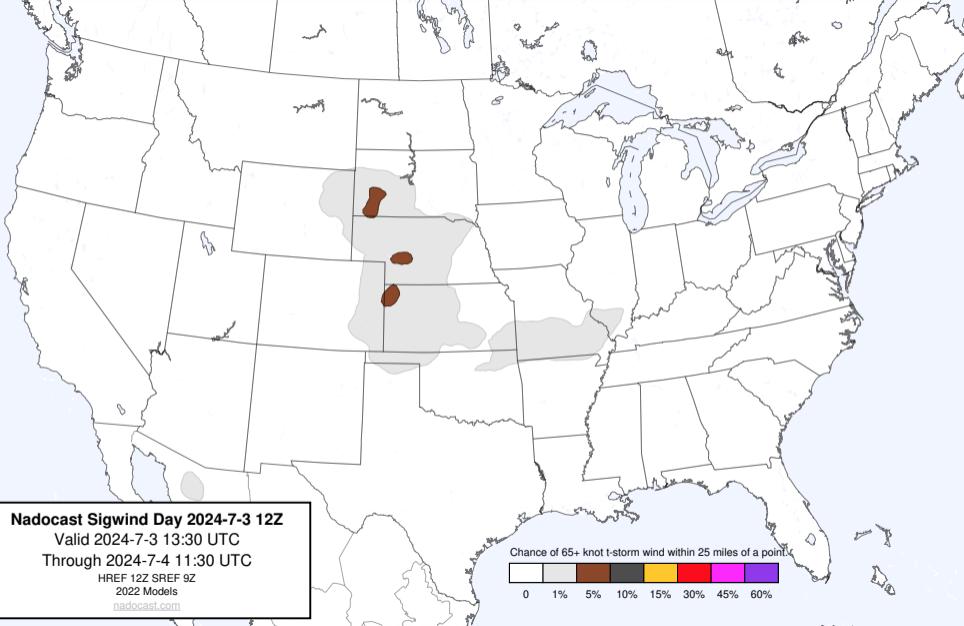 Nadocast Sigwind Day 2024-7-3 12Z
Valid 2024-7-3 13:30 UTC
Through 2024-7-4 11:30 UTC
HREF 12Z SREF 9Z
2022 Models
nadocast.com
Chance of 65+ knot t-storm wind within 25 miles of a point.
0 1% 5% 10% 15% 30% 45% 60%